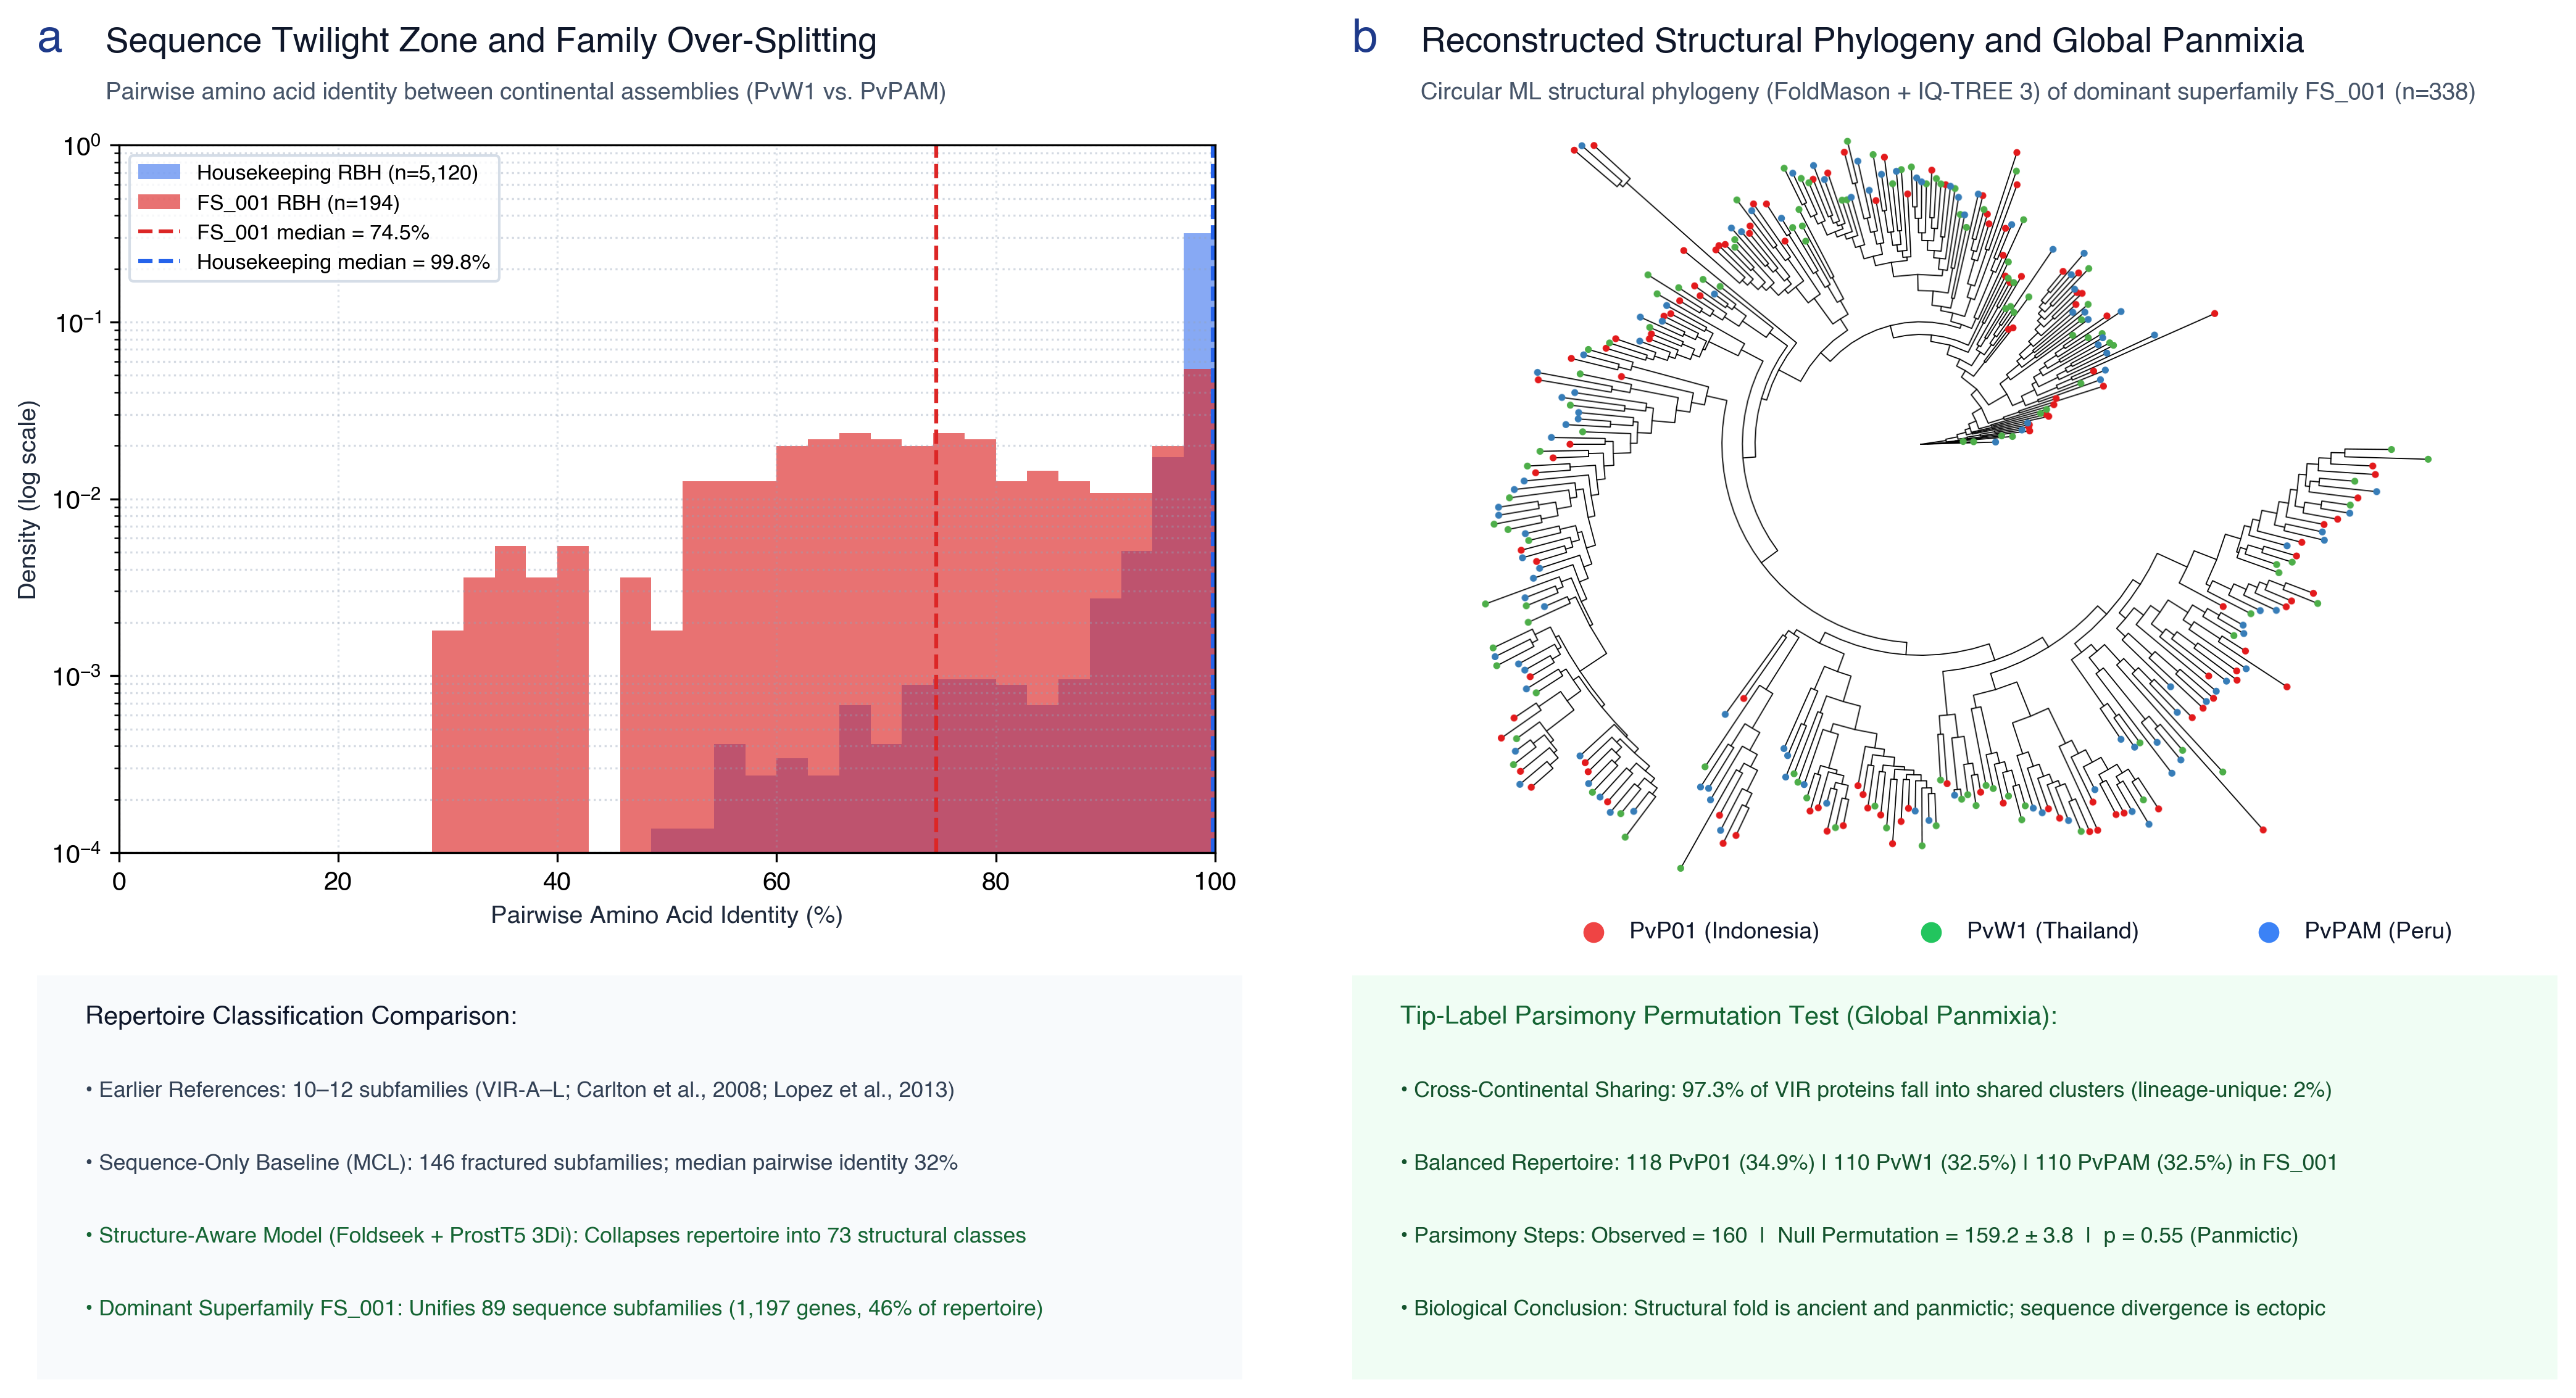 a Sequence Twilight Zone and Family Over-Splitting
Pairwise amino acid identity between continental assemblies (PvW1 vs. PvPAM)
Housekeeping RBH (n=5,120)
FS_001 RBH (n=194)
FS_001 median = 74.5%
Housekeeping median = 99.8%
10⁰
10⁻¹
10⁻²
10⁻³
10⁻⁴
Density (log scale)
0 20 40 60 80 100
Pairwise Amino Acid Identity (%)
Repertoire Classification Comparison:
• Earlier References: 10–12 subfamilies (VIR-A–L; Carlton et al., 2008; Lopez et al., 2013)
• Sequence-Only Baseline (MCL): 146 fractured subfamilies; median pairwise identity 32%
• Structure-Aware Model (Foldseek + ProstT5 3Di): Collapses repertoire into 73 structural classes
• Dominant Superfamily FS_001: Unifies 89 sequence subfamilies (1,197 genes, 46% of repertoire)
b Reconstructed Structural Phylogeny and Global Panmixia
Circular ML structural phylogeny (FoldMason + IQ-TREE 3) of dominant superfamily FS_001 (n=338)
PvP01 (Indonesia) PvW1 (Thailand) PvPAM (Peru)
Tip-Label Parsimony Permutation Test (Global Panmixia):
• Cross-Continental Sharing: 97.3% of VIR proteins fall into shared clusters (lineage-unique: 2%)
• Balanced Repertoire: 118 PvP01 (34.9%) | 110 PvW1 (32.5%) | 110 PvPAM (32.5%) in FS_001
• Parsimony Steps: Observed = 160 | Null Permutation = 159.2 ± 3.8 | p = 0.55 (Panmictic)
• Biological Conclusion: Structural fold is ancient and panmictic; sequence divergence is ectopic